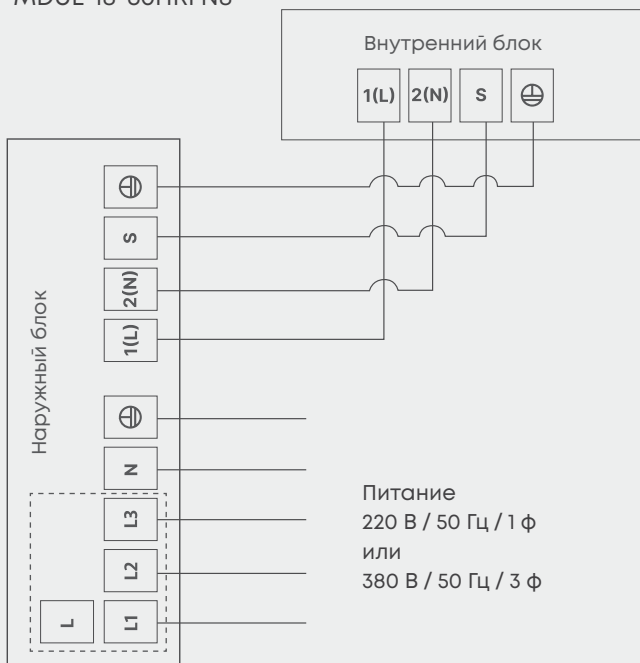 Внутренний блок
1(L) 2(N) S
Наружный блок
S
2(N)
1(L)
N
L3
L2
L L1
Питание
220 В / 50 Гц / 1 ф
или
380 В / 50 Гц / 3 ф